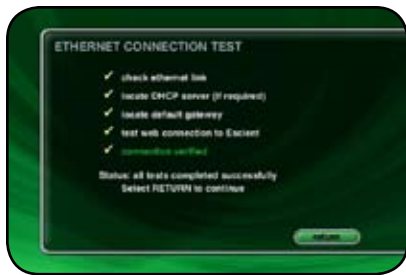 ETHERNET CONNECTION TEST
check ethernet link
locate DHCP server (if required)
locate default gateway
test web connection to Escient
connection verified
Status: all tests completed successfully
Select RETURN to continue
return